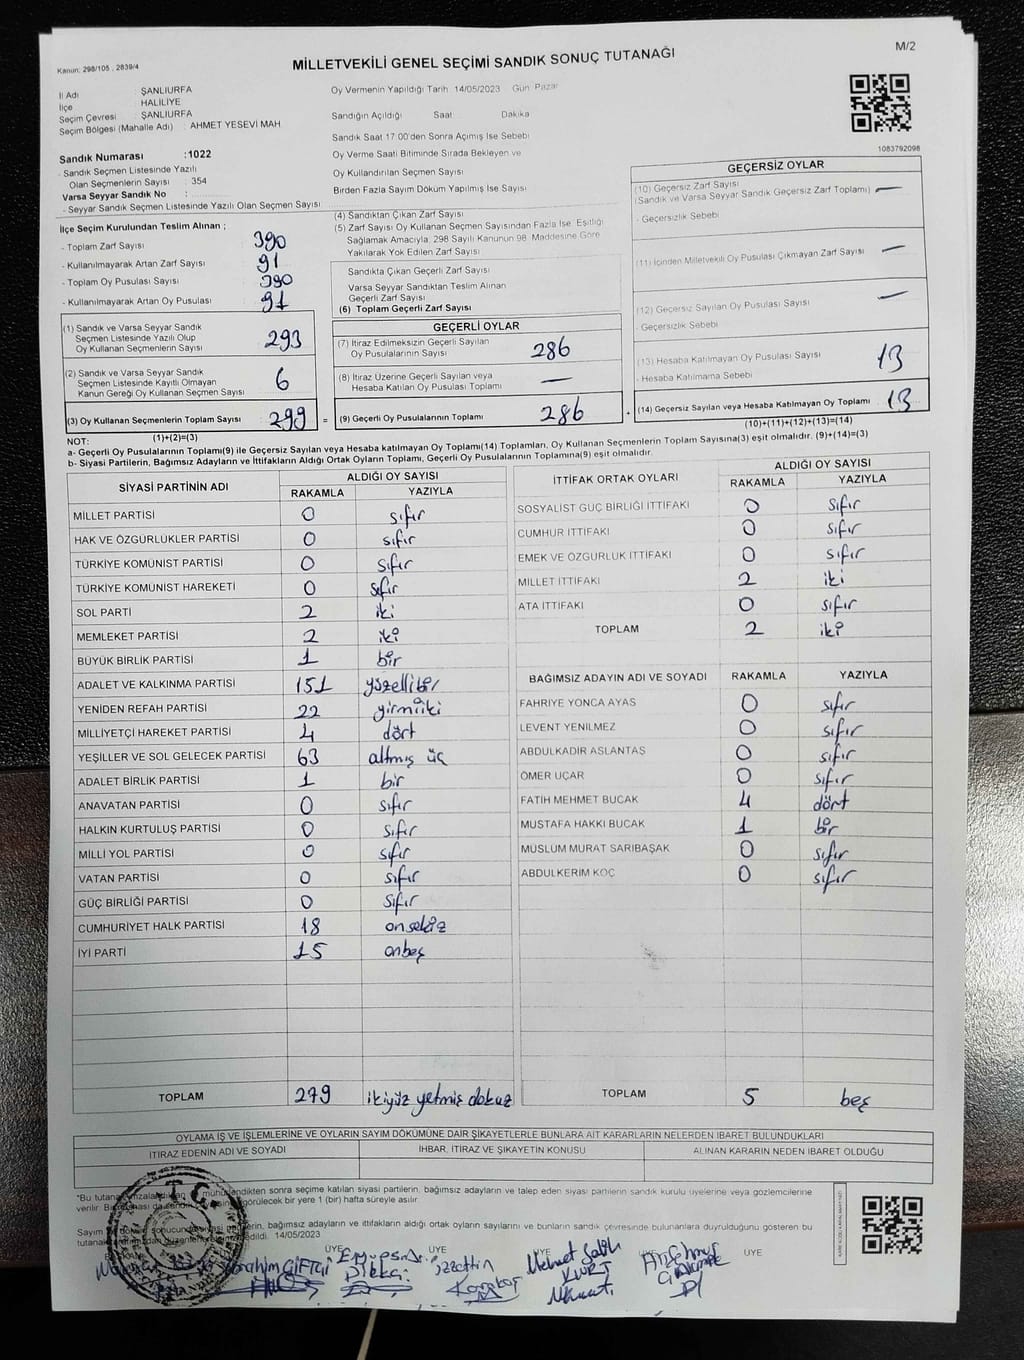 Kanun: 298/105 , 2839/4
MİLLETVEKİLİ GENEL SEÇİMİ SANDIK SONUÇ TUTANAĞI
M/2
İl Adı ŞANLIURFA
İlçe HALİLİYE
Seçim Çevresi ŞANLIURFA
Seçim Bölgesi (Mahalle Adı) : AHMET YESEVİ MAH
Oy Vermenin Yapıldığı Tarih 14/05/2023 Gün Pazar
Sandığın Açıldığı Saat Dakika
Sandık Saat 17:00'den Sonra Açımış İse Sebebi
Oy Verme Saati Bitiminde Sırada Bekleyen ve
Oy Kullandırılan Seçmen Sayısı
Birden Fazla Sayım Döküm Yapılmış İse Sayısı
1083792098
Sandık Numarası :1022
- Sandık Seçmen Listesinde Yazılı
Olan Seçmenlerin Sayısı : 354
Varsa Seyyar Sandık No :
- Seyyar Sandık Seçmen Listesinde Yazılı Olan Seçmen Sayısı
İlçe Seçim Kurulundan Teslim Alınan ;
- Toplam Zarf Sayısı 390
- Kullanılmayarak Artan Zarf Sayısı 91
- Toplam Oy Pusulası Sayısı 390
- Kullanılmayarak Artan Oy Pusulası 91
(1) Sandık ve Varsa Seyyar Sandık
Seçmen Listesinde Yazılı Olup
Oy Kullanan Seçmenlerin Sayısı 293
(2) Sandık ve Varsa Seyyar Sandık
Seçmen Listesinde Kayıtlı Olmayan
Kanun Gereği Oy Kullanan Seçmen Sayısı 6
(3) Oy Kullanan Seçmenlerin Toplam Sayısı : 299 =
(1)+(2)=(3)
(4) Sandıktan Çıkan Zarf Sayısı
(5) Zarf Sayısı Oy Kullanan Seçmen Sayısından Fazla İse; Eşitliği
Sağlamak Amacıyla; 298 Sayılı Kanunun 98. Maddesine Göre
Yakılarak Yok Edilen Zarf Sayısı
Sandıkta Çıkan Geçerli Zarf Sayısı
Varsa Seyyar Sandıktan Teslim Alınan
Geçerli Zarf Sayısı
(6) Toplam Geçerli Zarf Sayısı
GEÇERLİ OYLAR
(7) İtiraz Edilmeksizin Geçerli Sayılan
Oy Pusulalarının Sayısı 286
(8) İtiraz Üzerine Geçerli Sayılan veya
Hesaba Katılan Oy Pusulası Toplamı —
(9) Geçerli Oy Pusulalarının Toplamı 286 +
GEÇERSİZ OYLAR
(10) Geçersiz Zarf Sayısı
(Sandık ve Varsa Seyyar Sandık Geçersiz Zarf Toplamı) —
- Geçersizlik Sebebi
(11) İçinden Milletvekili Oy Pusulası Çıkmayan Zarf Sayısı —
(12) Geçersiz Sayılan Oy Pusulası Sayısı —
- Geçersizlik Sebebi
(13) Hesaba Katılmayan Oy Pusulası Sayısı 13
- Hesaba Katılmama Sebebi
(14) Geçersiz Sayılan veya Hesaba Katılmayan Oy Toplamı 13
(10)+(11)+(12)+(13)=(14)
NOT:
a- Geçerli Oy Pusulalarının Toplamı(9) ile Geçersiz Sayılan veya Hesaba katılmayan Oy Toplamı(14) Toplamları, Oy Kullanan Seçmenlerin Toplam Sayısına(3) eşit olmalıdır. (9)+(14)=(3)
b- Siyasi Partilerin, Bağımsız Adayların ve İttifakların Aldığı Ortak Oyların Toplamı, Geçerli Oy Pusulalarının Toplamına(9) eşit olmalıdır.
SİYASİ PARTİNİN ADI ALDIĞI OY SAYISI
RAKAMLA YAZIYLA
MİLLET PARTİSİ 0 sıfır
HAK VE ÖZGÜRLÜKLER PARTİSİ 0 sıfır
TÜRKİYE KOMÜNİST PARTİSİ 0 sıfır
TÜRKİYE KOMÜNİST HAREKETİ 0 sıfır
SOL PARTİ 2 iki
MEMLEKET PARTİSİ 2 iki
BÜYÜK BİRLİK PARTİSİ 1 bir
ADALET VE KALKINMA PARTİSİ 151 yüzellibir
YENİDEN REFAH PARTİSİ 22 yirmiiki
MİLLİYETÇİ HAREKET PARTİSİ 4 dört
YEŞİLLER VE SOL GELECEK PARTİSİ 63 altmış üç
ADALET BİRLİK PARTİSİ 1 bir
ANAVATAN PARTİSİ 0 sıfır
HALKIN KURTULUŞ PARTİSİ 0 sıfır
MİLLİ YOL PARTİSİ 0 sıfır
VATAN PARTİSİ 0 sıfır
GÜÇ BİRLİĞİ PARTİSİ 0 sıfır
CUMHURİYET HALK PARTİSİ 18 onsekiz
İYİ PARTİ 15 onbeş
TOPLAM 279 ikiyüz yetmiş dokuz
İTTİFAK ORTAK OYLARI ALDIĞI OY SAYISI
RAKAMLA YAZIYLA
SOSYALİST GÜÇ BİRLİĞİ İTTİFAKI 0 sıfır
CUMHUR İTTİFAKI 0 sıfır
EMEK VE ÖZGÜRLÜK İTTİFAKI 0 sıfır
MİLLET İTTİFAKI 2 iki
ATA İTTİFAKI 0 sıfır
TOPLAM 2 iki
BAĞIMSIZ ADAYIN ADI VE SOYADI RAKAMLA YAZIYLA
FAHRİYE YONCA AYAS 0 sıfır
LEVENT YENİLMEZ 0 sıfır
ABDULKADİR ASLANTAŞ 0 sıfır
ÖMER UÇAR 0 sıfır
FATİH MEHMET BUCAK 4 dört
MUSTAFA HAKKI BUCAK 1 bir
MÜSLÜM MURAT SARIBAŞAK 0 sıfır
ABDULKERİM KOÇ 0 sıfır
TOPLAM 5 beş
OYLAMA İŞ VE İŞLEMLERİNE VE OYLARIN SAYIM DÖKÜMÜNE DAİR ŞİKAYETLERLE BUNLARA AİT KARARLARIN NELERDEN İBARET BULUNDUKLARI
İTİRAZ EDENİN ADI VE SOYADI İHBAR, İTİRAZ VE ŞİKAYETİN KONUSU ALINAN KARARIN NEDEN İBARET OLDUĞU
*Bu tutanak mühürlendikten sonra seçime katılan siyasi partilerin, bağımsız adayların ve talep eden siyasi partilerin sandık kurulu üyelerine veya gözlemcilerine
verilir. görülecek bir yere 1 (bir) hafta süreyle asılır.
Sayım sonucunda bağımsız adayların ve ittifakların aldığı ortak oyların sayılarını ve bunların sandık çevresinde bulunanlara duyurulduğunu gösteren bu
tutanak 14/05/2023
T.C.
ÜYE ÜYE ÜYE ÜYE
İbrahim ÇİFTÇİ
İzzettin
Mehmet Salih
KURT